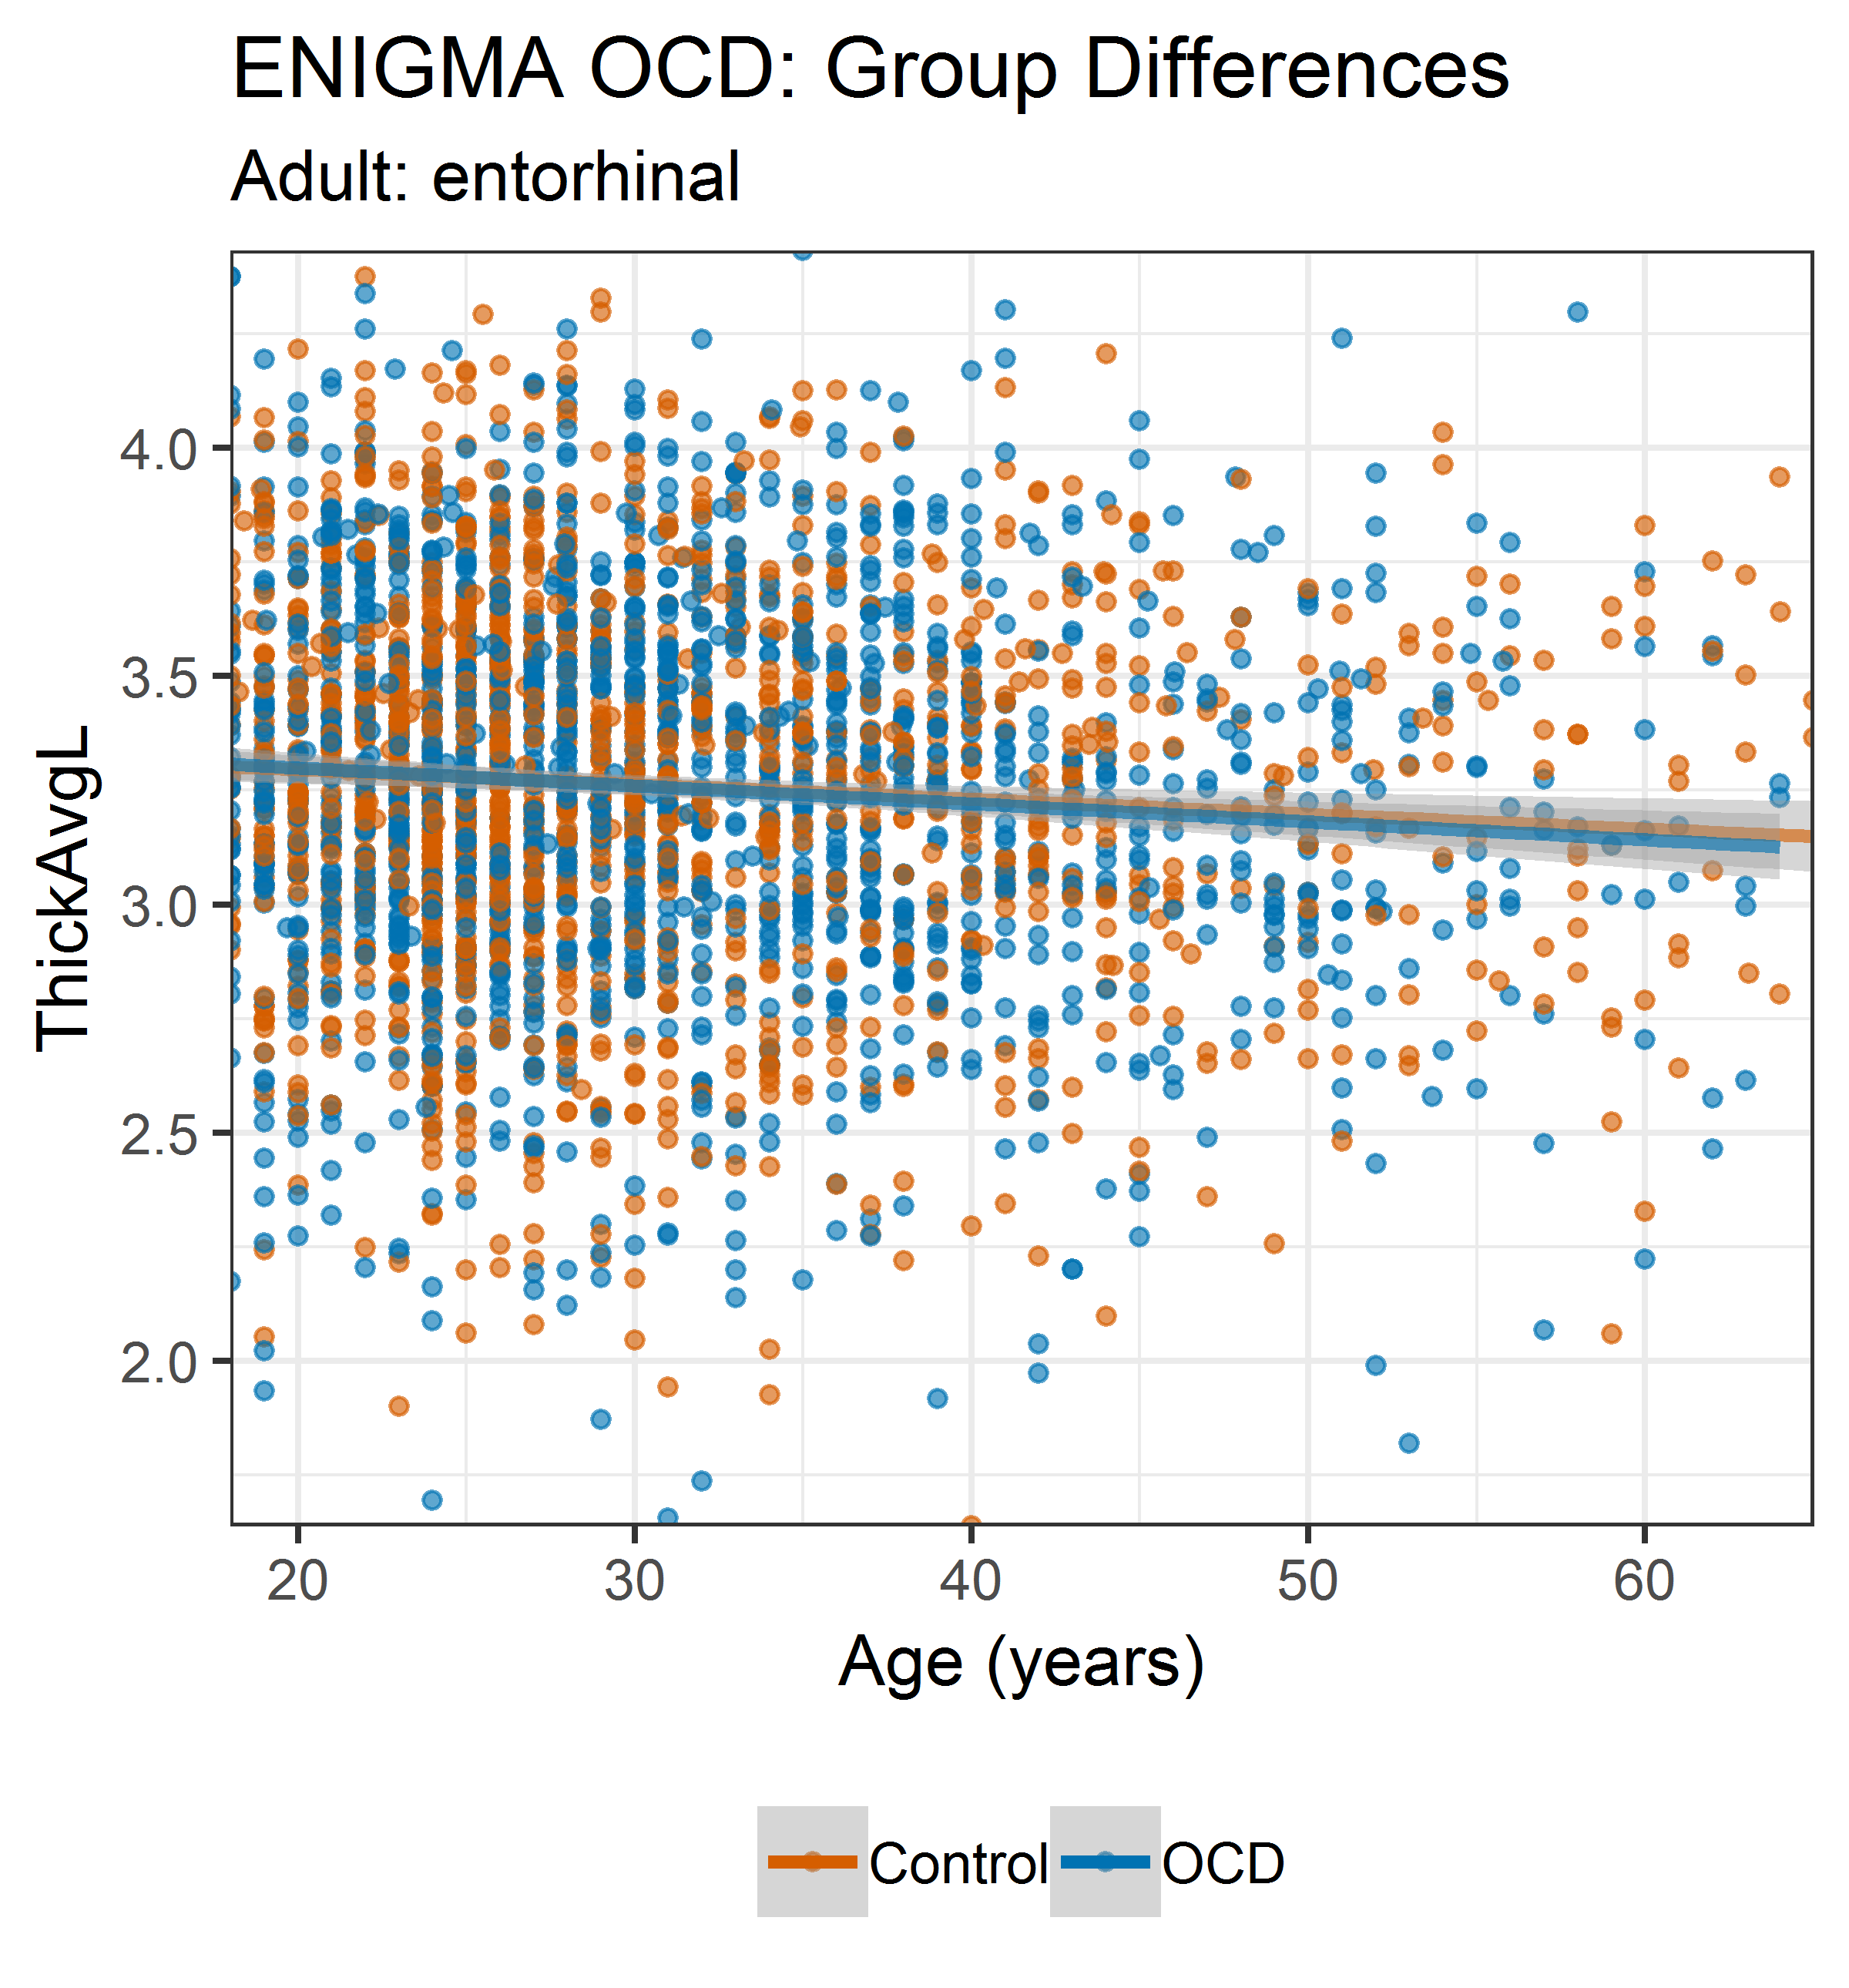 ENIGMA OCD: Group Differences
Adult: entorhinal
ThickAvgL
4.0
3.5
3.0
2.5
2.0
20 30 40 50 60
Age (years)
Control OCD